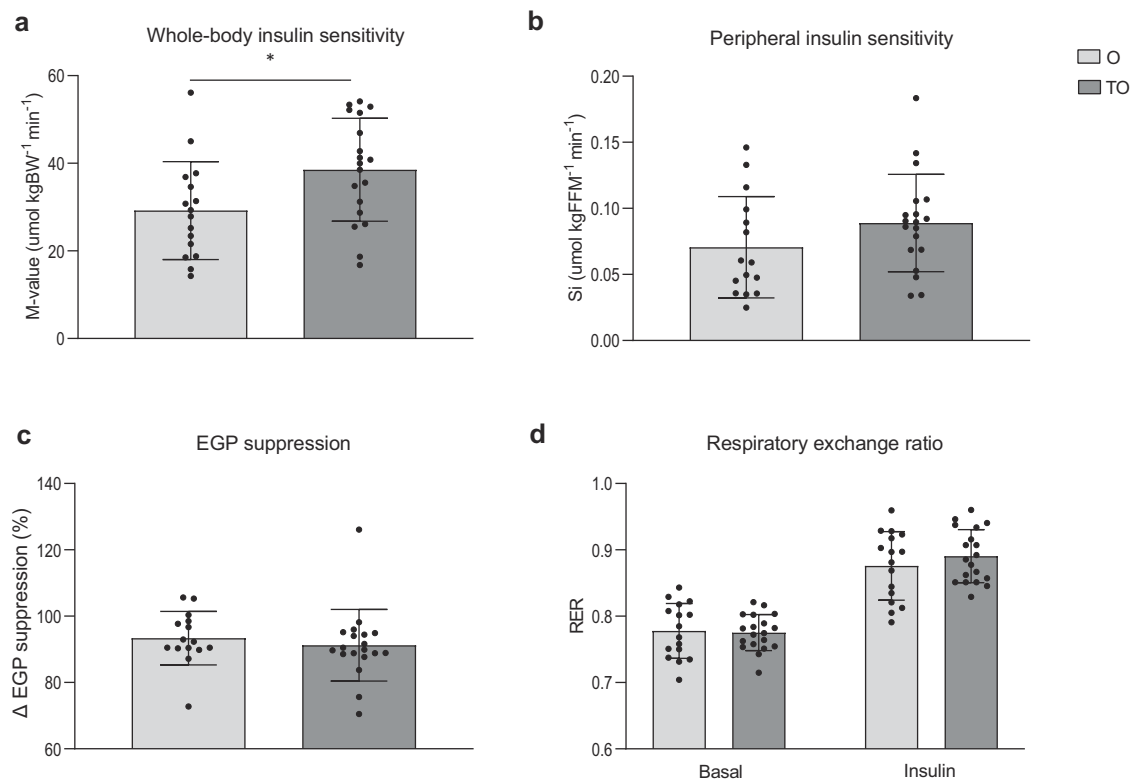 a
Whole-body insulin sensitivity
*
M-value (umol kgBW⁻¹ min⁻¹)
60
40
20
0
b
Peripheral insulin sensitivity
Si (umol kgFFM⁻¹ min⁻¹)
0.20
0.15
0.10
0.05
0.00
O
TO
c
EGP suppression
Δ EGP suppression (%)
140
120
100
80
60
d
Respiratory exchange ratio
RER
1.0
0.9
0.8
0.7
0.6
Basal
Insulin